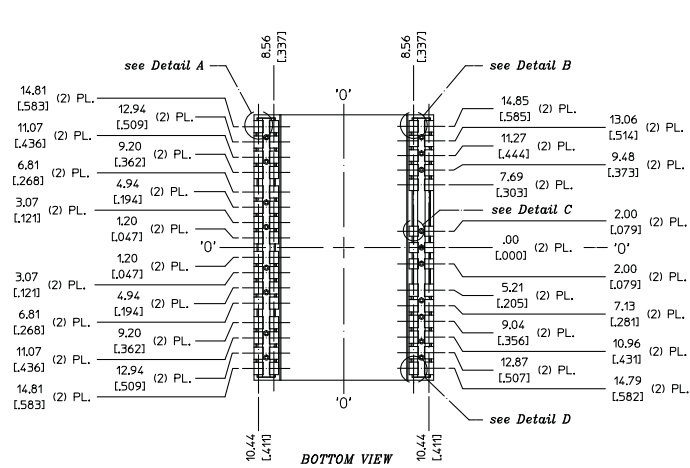 8.56
[.337]
8.56
[.337]
see Detail A
see Detail B
'0'
14.81
[.583] (2) PL.
12.94
[.509] (2) PL.
11.07
[.436] (2) PL.
9.20
[.362] (2) PL.
6.81
[.268] (2) PL.
4.94
[.194] (2) PL.
3.07
[.121] (2) PL.
1.20
[.047] (2) PL.
'0'
1.20
[.047] (2) PL.
3.07
[.121] (2) PL.
4.94
[.194] (2) PL.
6.81
[.268] (2) PL.
9.20
[.362] (2) PL.
11.07
[.436] (2) PL.
12.94
[.509] (2) PL.
14.81
[.583] (2) PL.
14.85
[.585] (2) PL.
13.06
[.514] (2) PL.
11.27
[.444] (2) PL.
9.48
[.373] (2) PL.
7.69
[.303] (2) PL.
see Detail C
2.00
[.079] (2) PL.
.00
[.000] (2) PL.
'0'
2.00
[.079] (2) PL.
5.21
[.205] (2) PL.
7.13
[.281] (2) PL.
9.04
[.356] (2) PL.
10.96
[.431] (2) PL.
12.87
[.507] (2) PL.
14.79
[.582] (2) PL.
see Detail D
'0'
10.44
[.411]
10.44
[.411]
BOTTOM VIEW